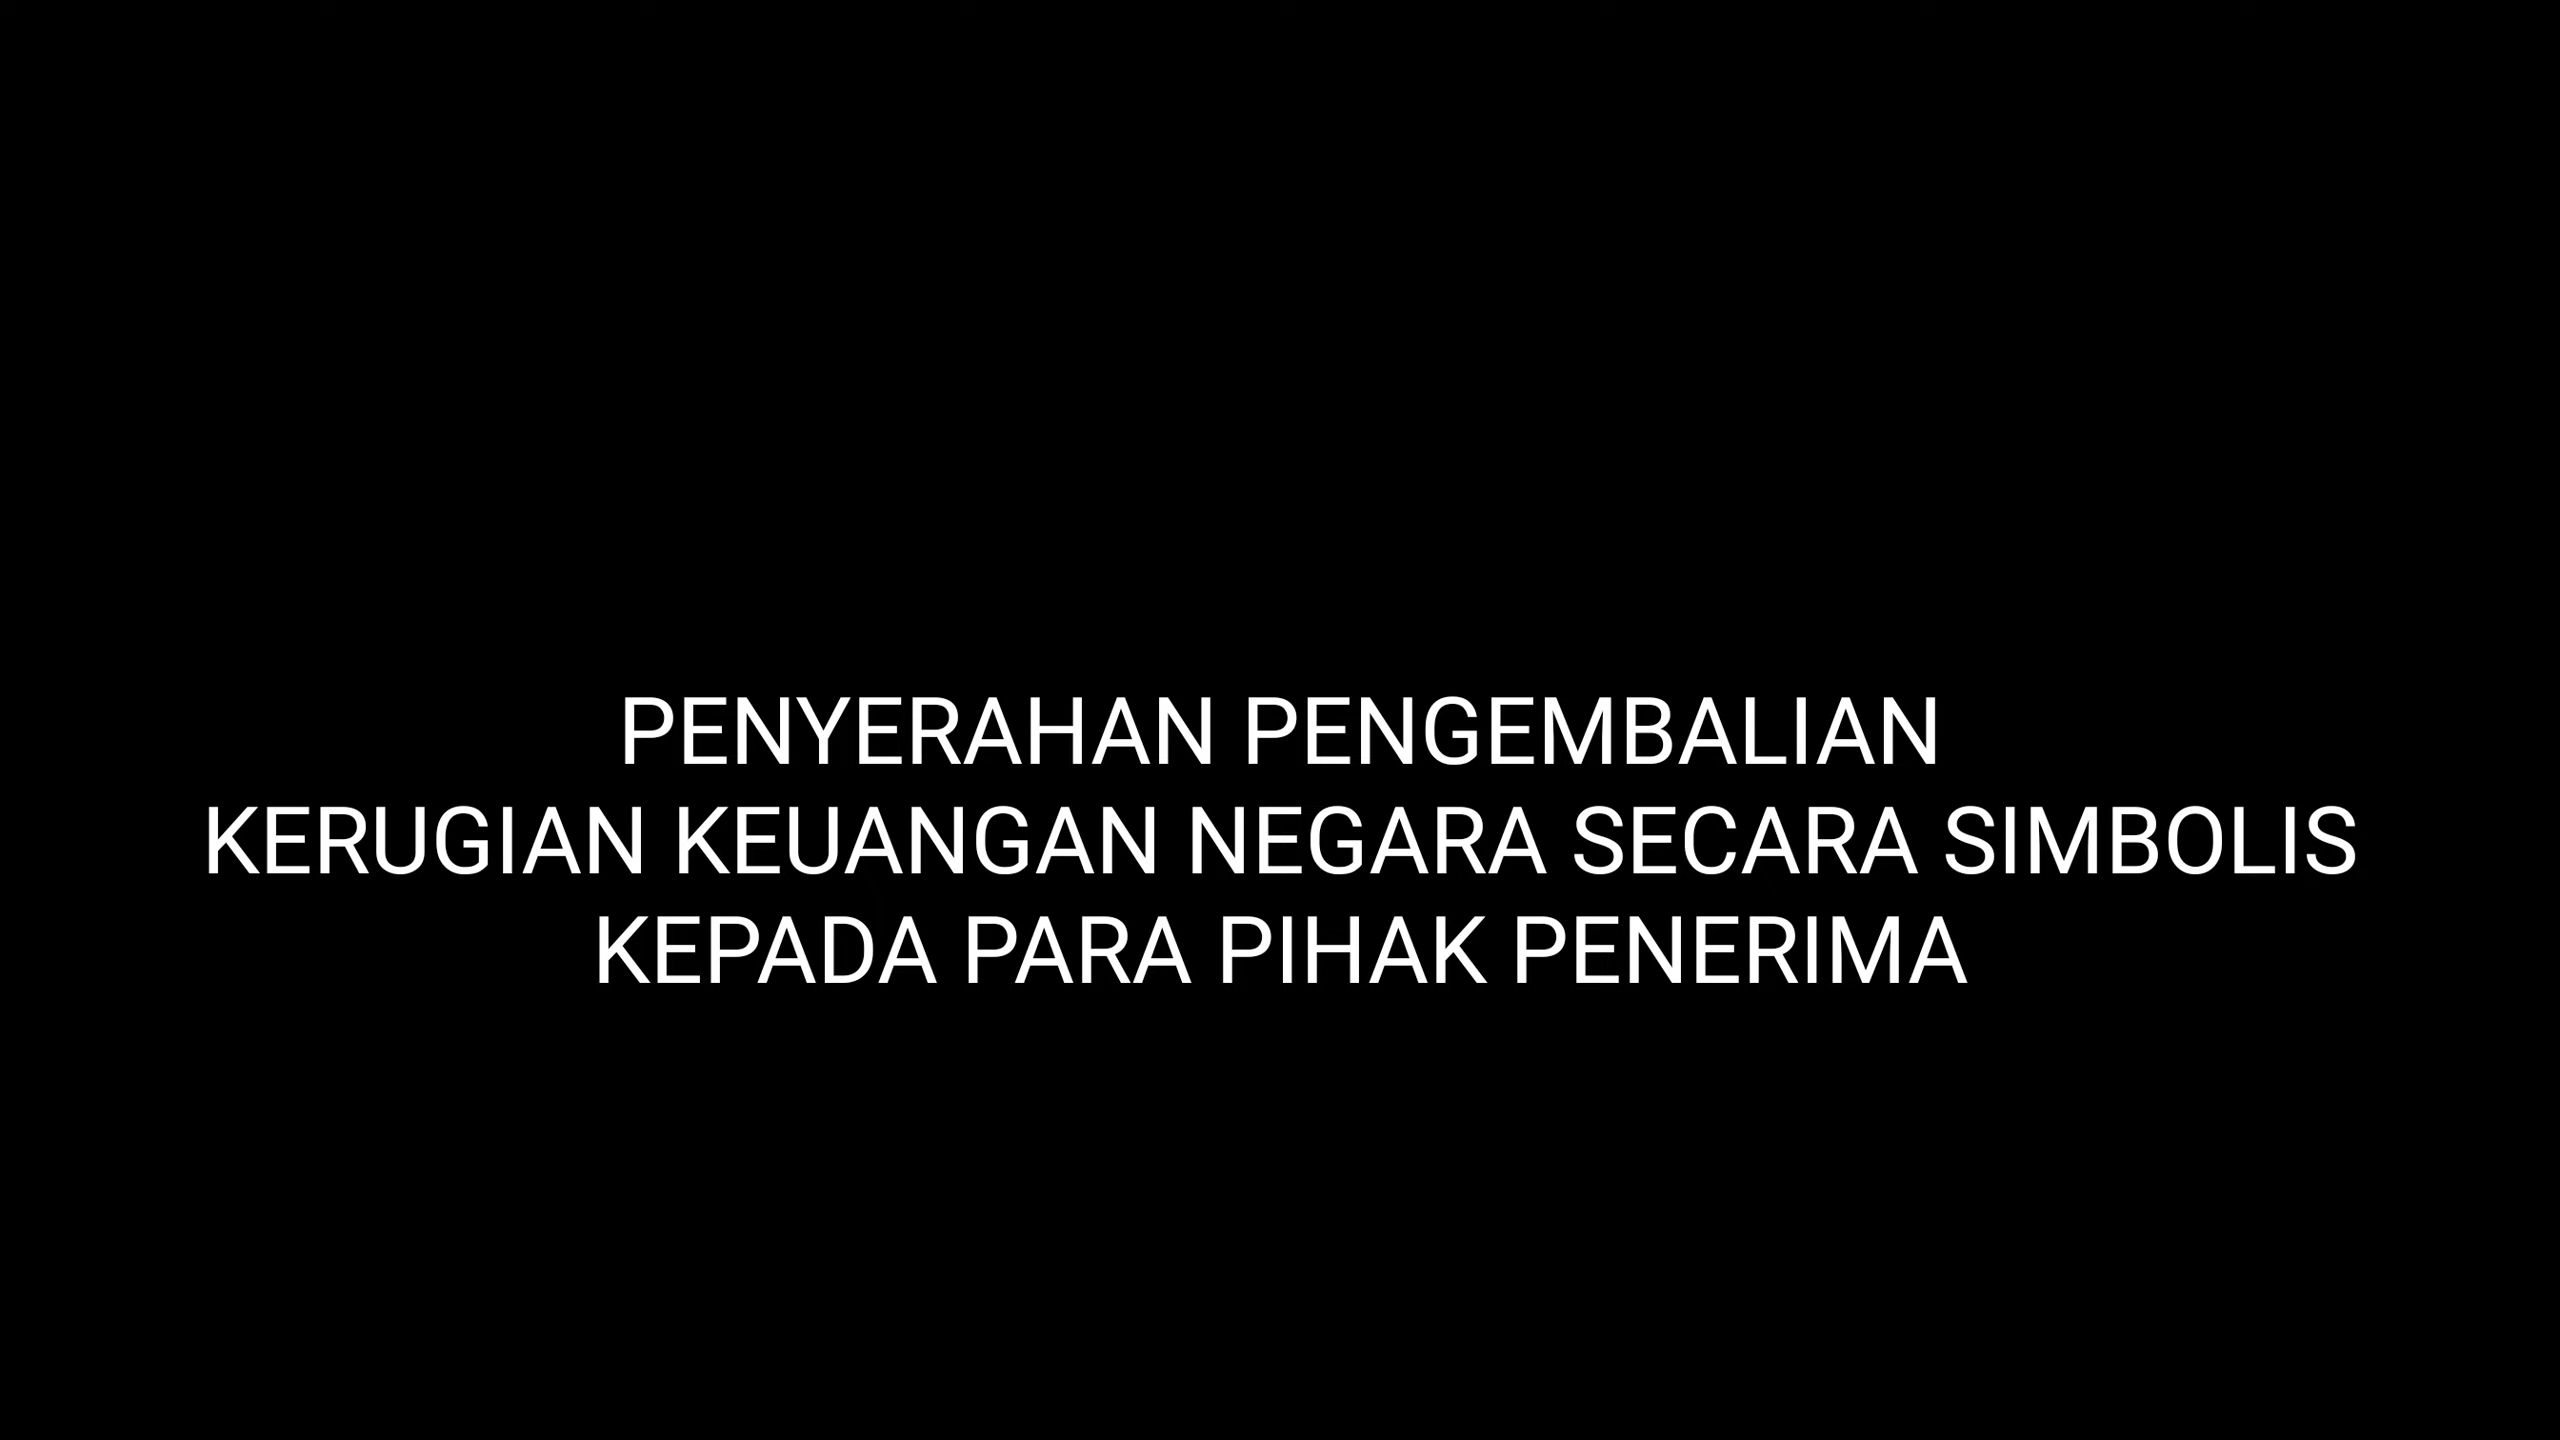 PENYERAHAN PENGEMBALIAN
KERUGIAN KEUANGAN NEGARA SECARA SIMBOLIS
KEPADA PARA PIHAK PENERIMA